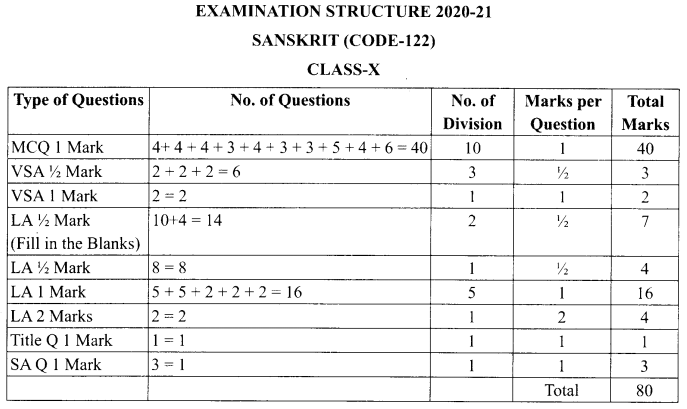 EXAMINATION STRUCTURE 2020-21
SANSKRIT (CODE-122)
CLASS-X
Type of Questions No. of Questions No. of Division Marks per Question Total Marks
MCQ 1 Mark 4+ 4 + 4 + 3 + 4 + 3 + 3 + 5 + 4 + 6 = 40 10 1 40
VSA ½ Mark 2 + 2 + 2 = 6 3 ½ 3
VSA 1 Mark 2 = 2 1 1 2
LA ½ Mark 10+4 = 14 2 ½ 7
(Fill in the Blanks)
LA ½ Mark 8 = 8 1 ½ 4
LA 1 Mark 5 + 5 + 2 + 2 + 2 = 16 5 1 16
LA 2 Marks 2 = 2 1 2 4
Title Q 1 Mark 1 = 1 1 1 1
SA Q 1 Mark 3 = 1 1 1 3
Total 80